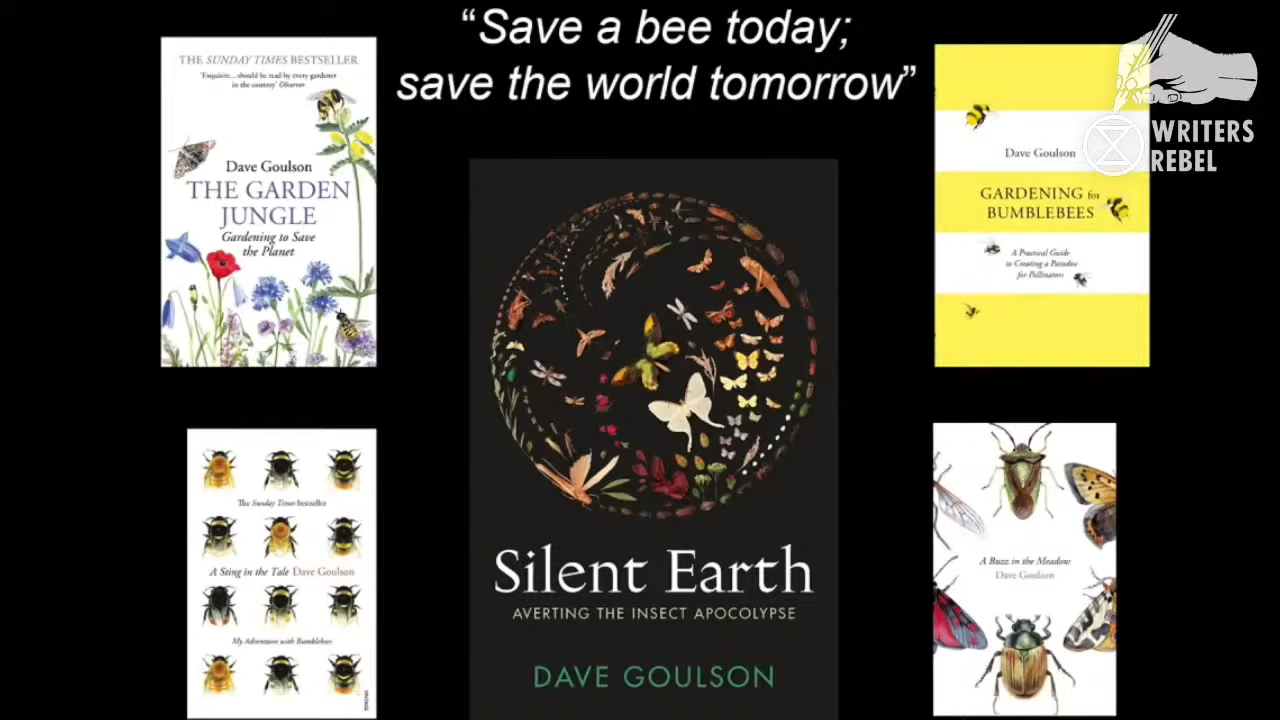 “Save a bee today;
save the world tomorrow”
THE SUNDAY TIMES BESTSELLER
'Exquisite... should be read by every gardener
in the country' Observer
Dave Goulson
THE GARDEN
JUNGLE
Gardening to Save
the Planet
WRITERS
REBEL
Dave Goulson
GARDENING for
BUMBLEBEES
A Practical Guide
to Creating a Paradise
for Pollinators
The Sunday Times bestseller
A Sting in the Tale Dave Goulson
My Adventures with Bumblebees
VINTAGE
Silent Earth
AVERTING THE INSECT APOCOLYPSE
DAVE GOULSON
A Buzz in the Meadow
Dave Goulson